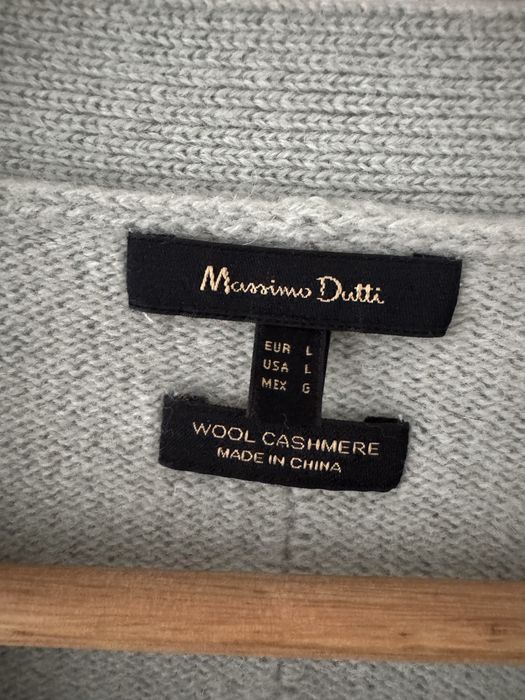 Massimo Dutti
EUR L
USA L
MEX G
WOOL CASHMERE
MADE IN CHINA